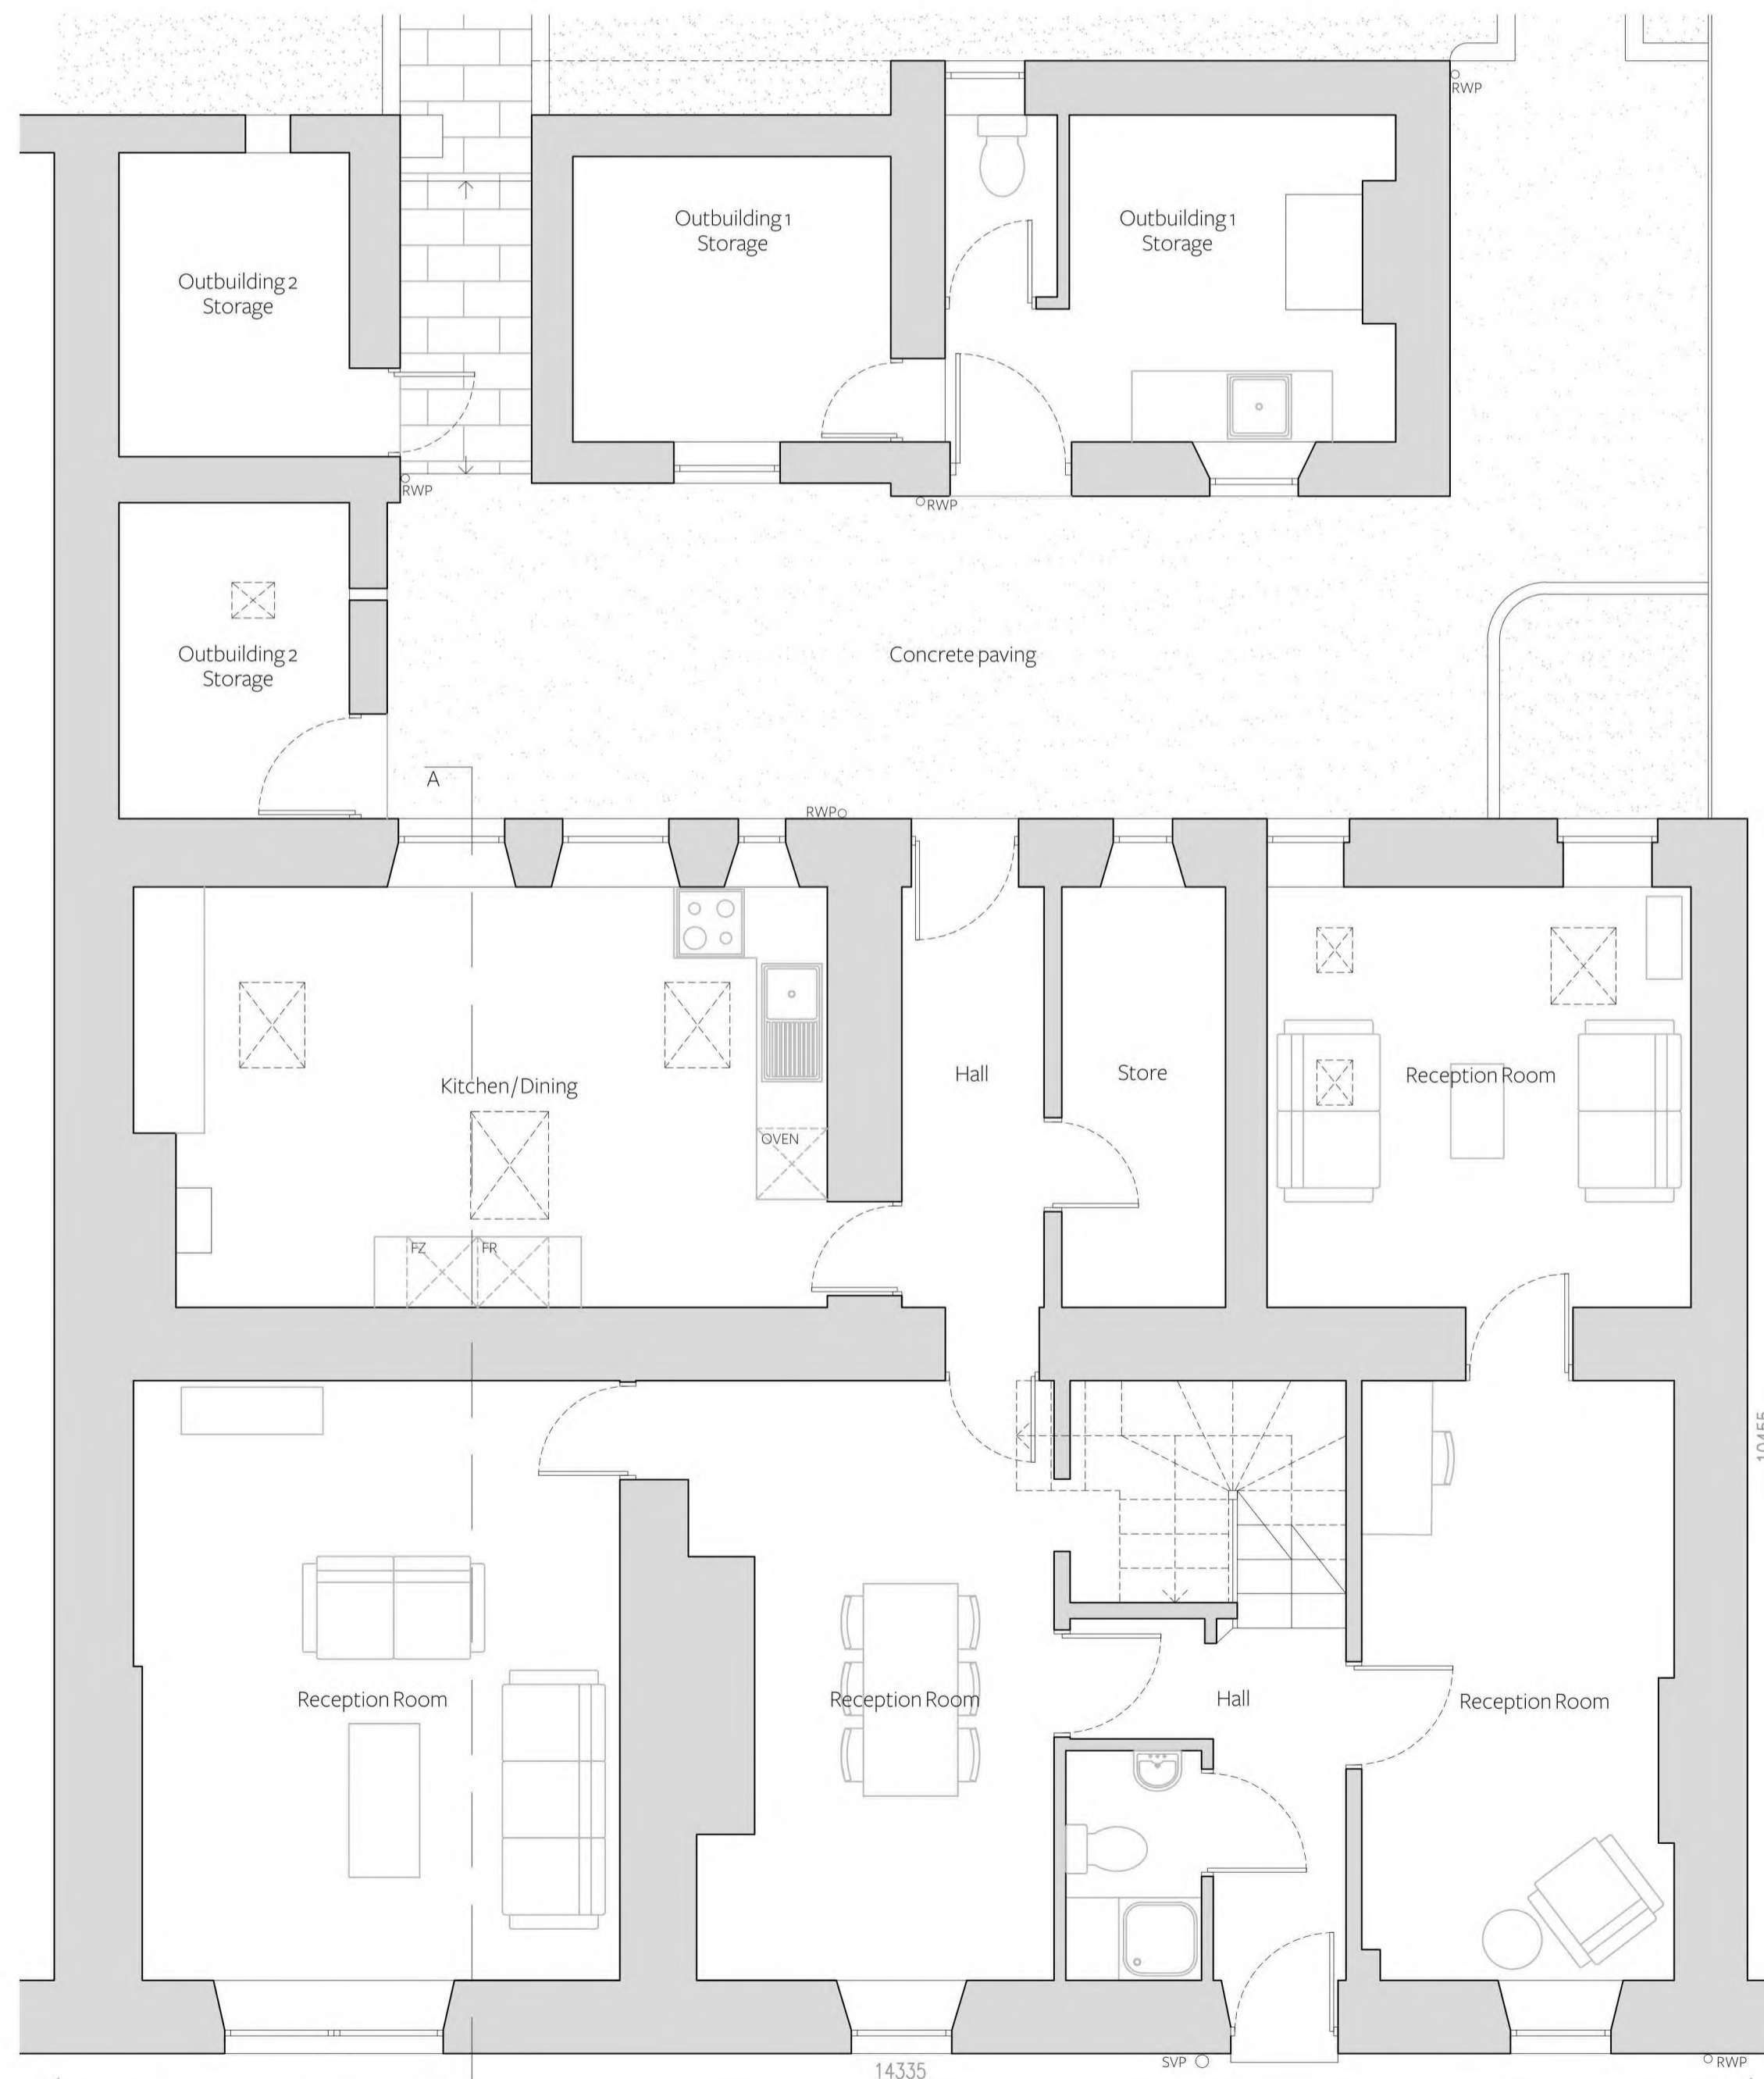 RWP
Outbuilding 1
Storage
Outbuilding 1
Storage
Outbuilding 2
Storage
RWP
RWP
Outbuilding 2
Storage
Concrete paving
A
RWP
Hall
Store
Reception Room
Kitchen/Dining
OVEN
FZ
FR
10455
Reception Room
Reception Room
Hall
Reception Room
SVP
RWP
14335